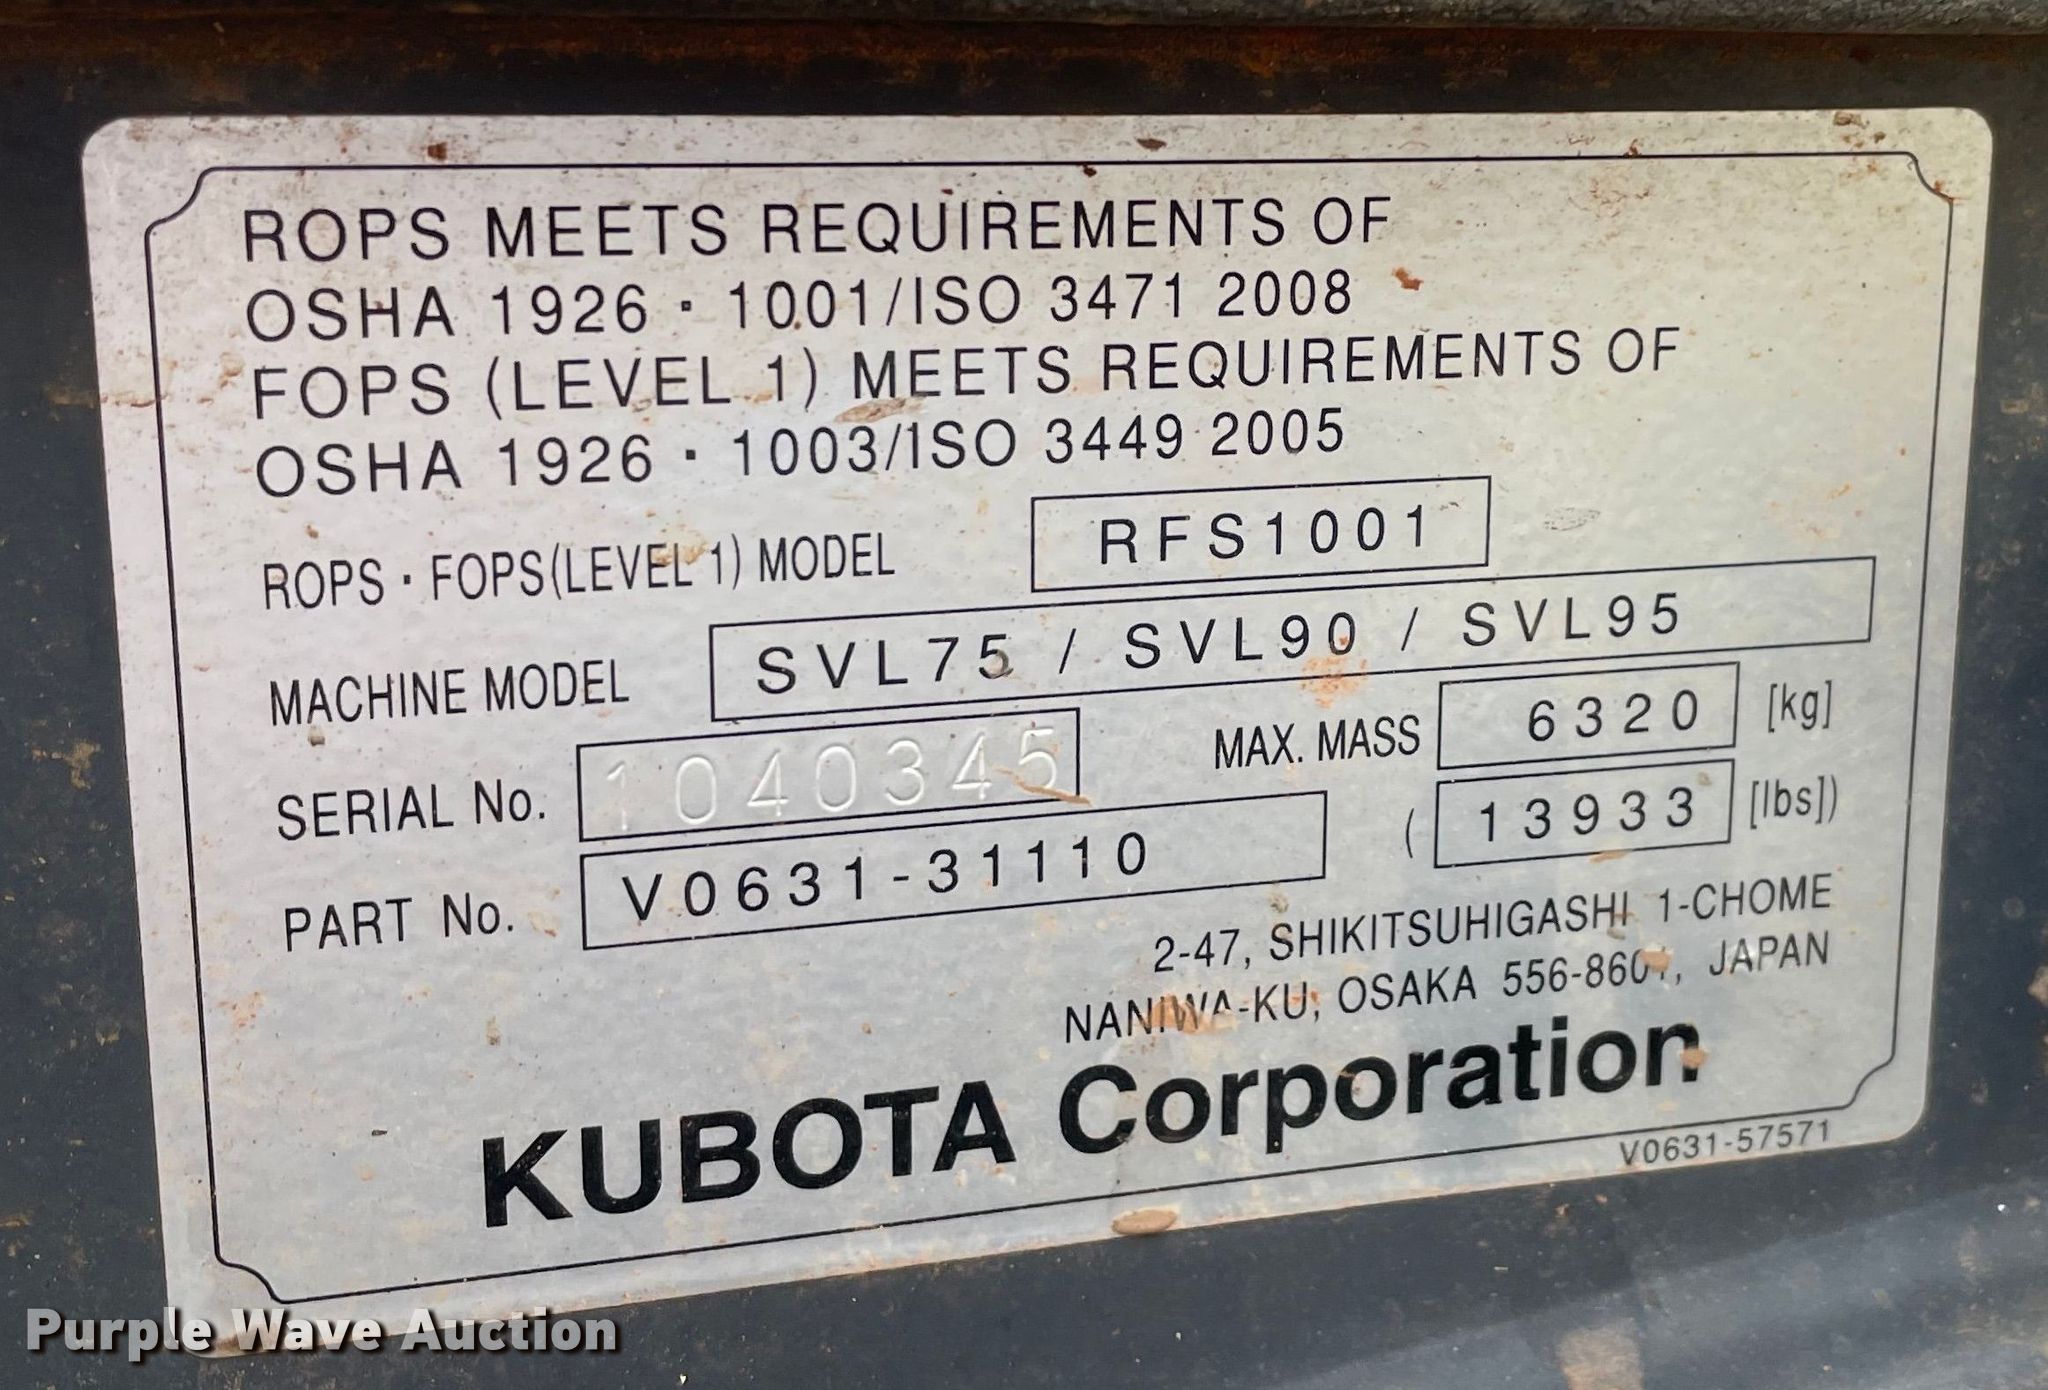 ROPS MEETS REQUIREMENTS OF
OSHA 1926・1001/ISO 3471 2008
FOPS (LEVEL 1) MEETS REQUIREMENTS OF
OSHA 1926・1003/ISO 3449 2005
ROPS・FOPS(LEVEL 1) MODEL RFS1001
MACHINE MODEL SVL75 / SVL90 / SVL95
SERIAL No. 1040345 MAX. MASS 6320 [kg]
(13933 [lbs])
PART No. V0631-31110
2-47, SHIKITSUHIGASHI 1-CHOME
NANIWA-KU, OSAKA 556-8601, JAPAN
KUBOTA Corporation
V0631-57571
Purple Wave Auction